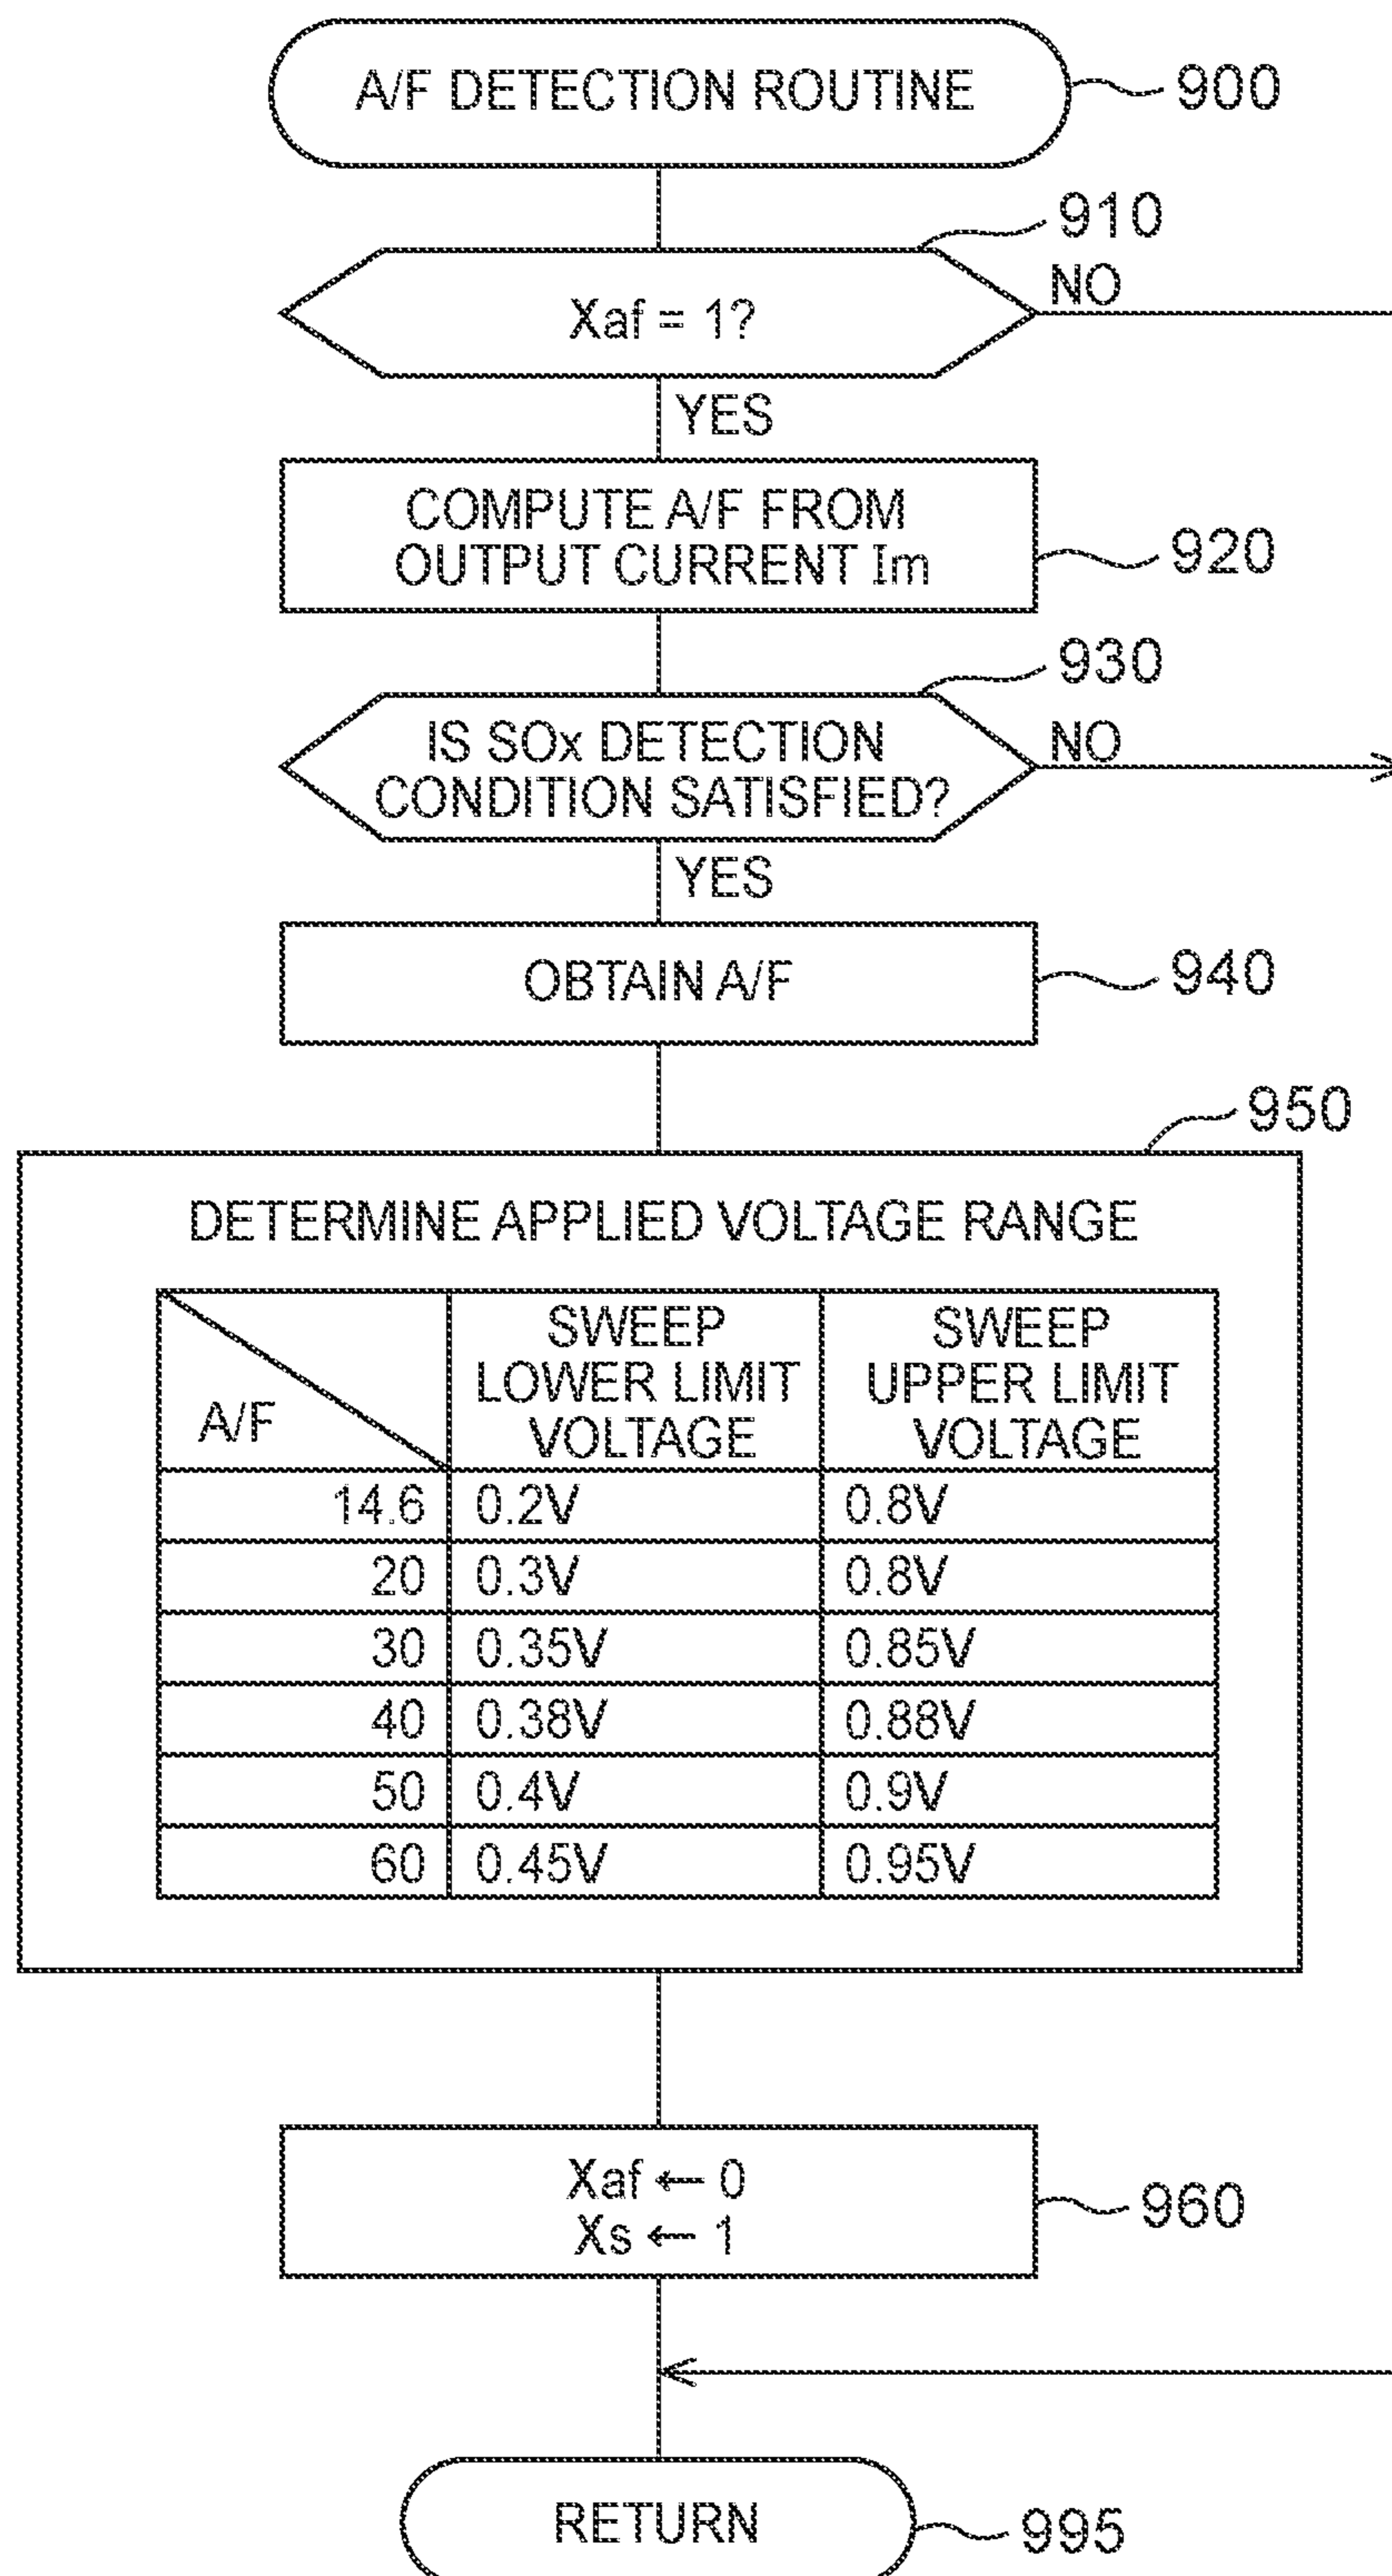 A/F DETECTION ROUTINE
900
910
Xaf = 1?
NO
YES
COMPUTE A/F FROM
OUTPUT CURRENT Im
920
930
IS SOx DETECTION
CONDITION SATISFIED?
NO
YES
OBTAIN A/F
940
950
DETERMINE APPLIED VOLTAGE RANGE
A/F
SWEEP
LOWER LIMIT
VOLTAGE
SWEEP
UPPER LIMIT
VOLTAGE
14.6 0.2V 0.8V
20 0.3V 0.8V
30 0.35V 0.85V
40 0.38V 0.88V
50 0.4V 0.9V
60 0.45V 0.95V
Xaf ← 0
Xs ← 1
960
RETURN
995